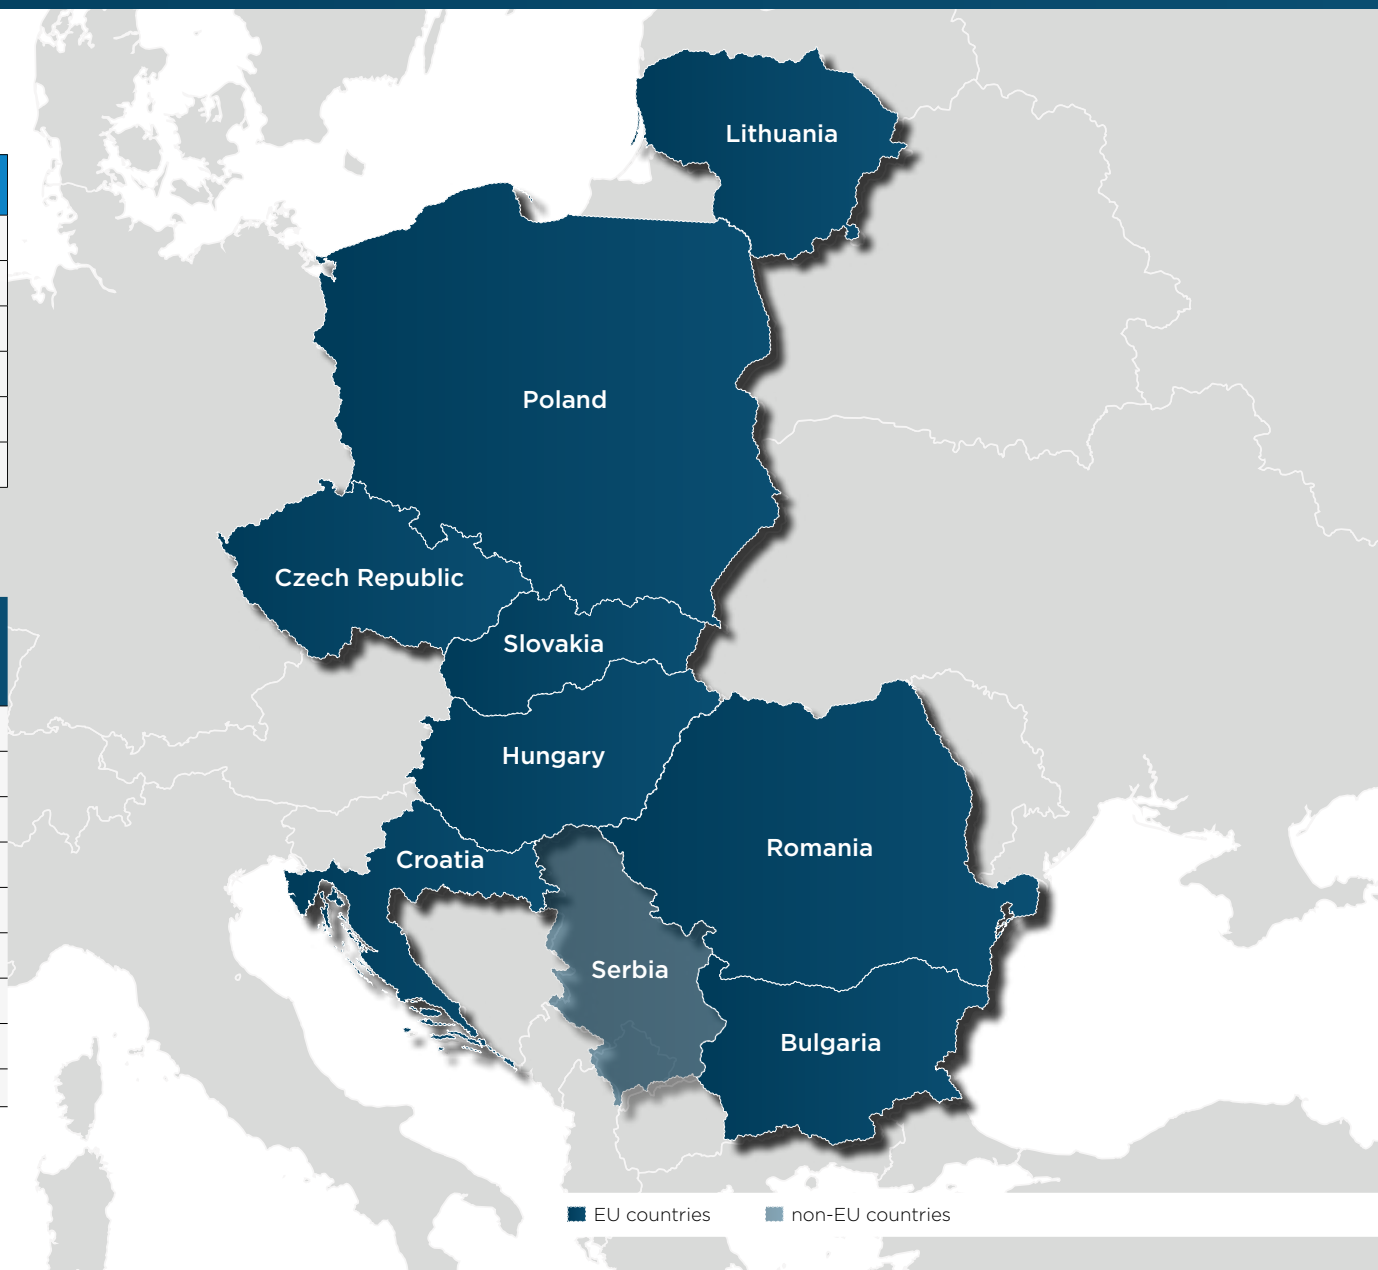 Lithuania
Poland
Czech Republic
Slovakia
Hungary
Romania
Croatia
Serbia
Bulgaria
EU countries
non-EU countries